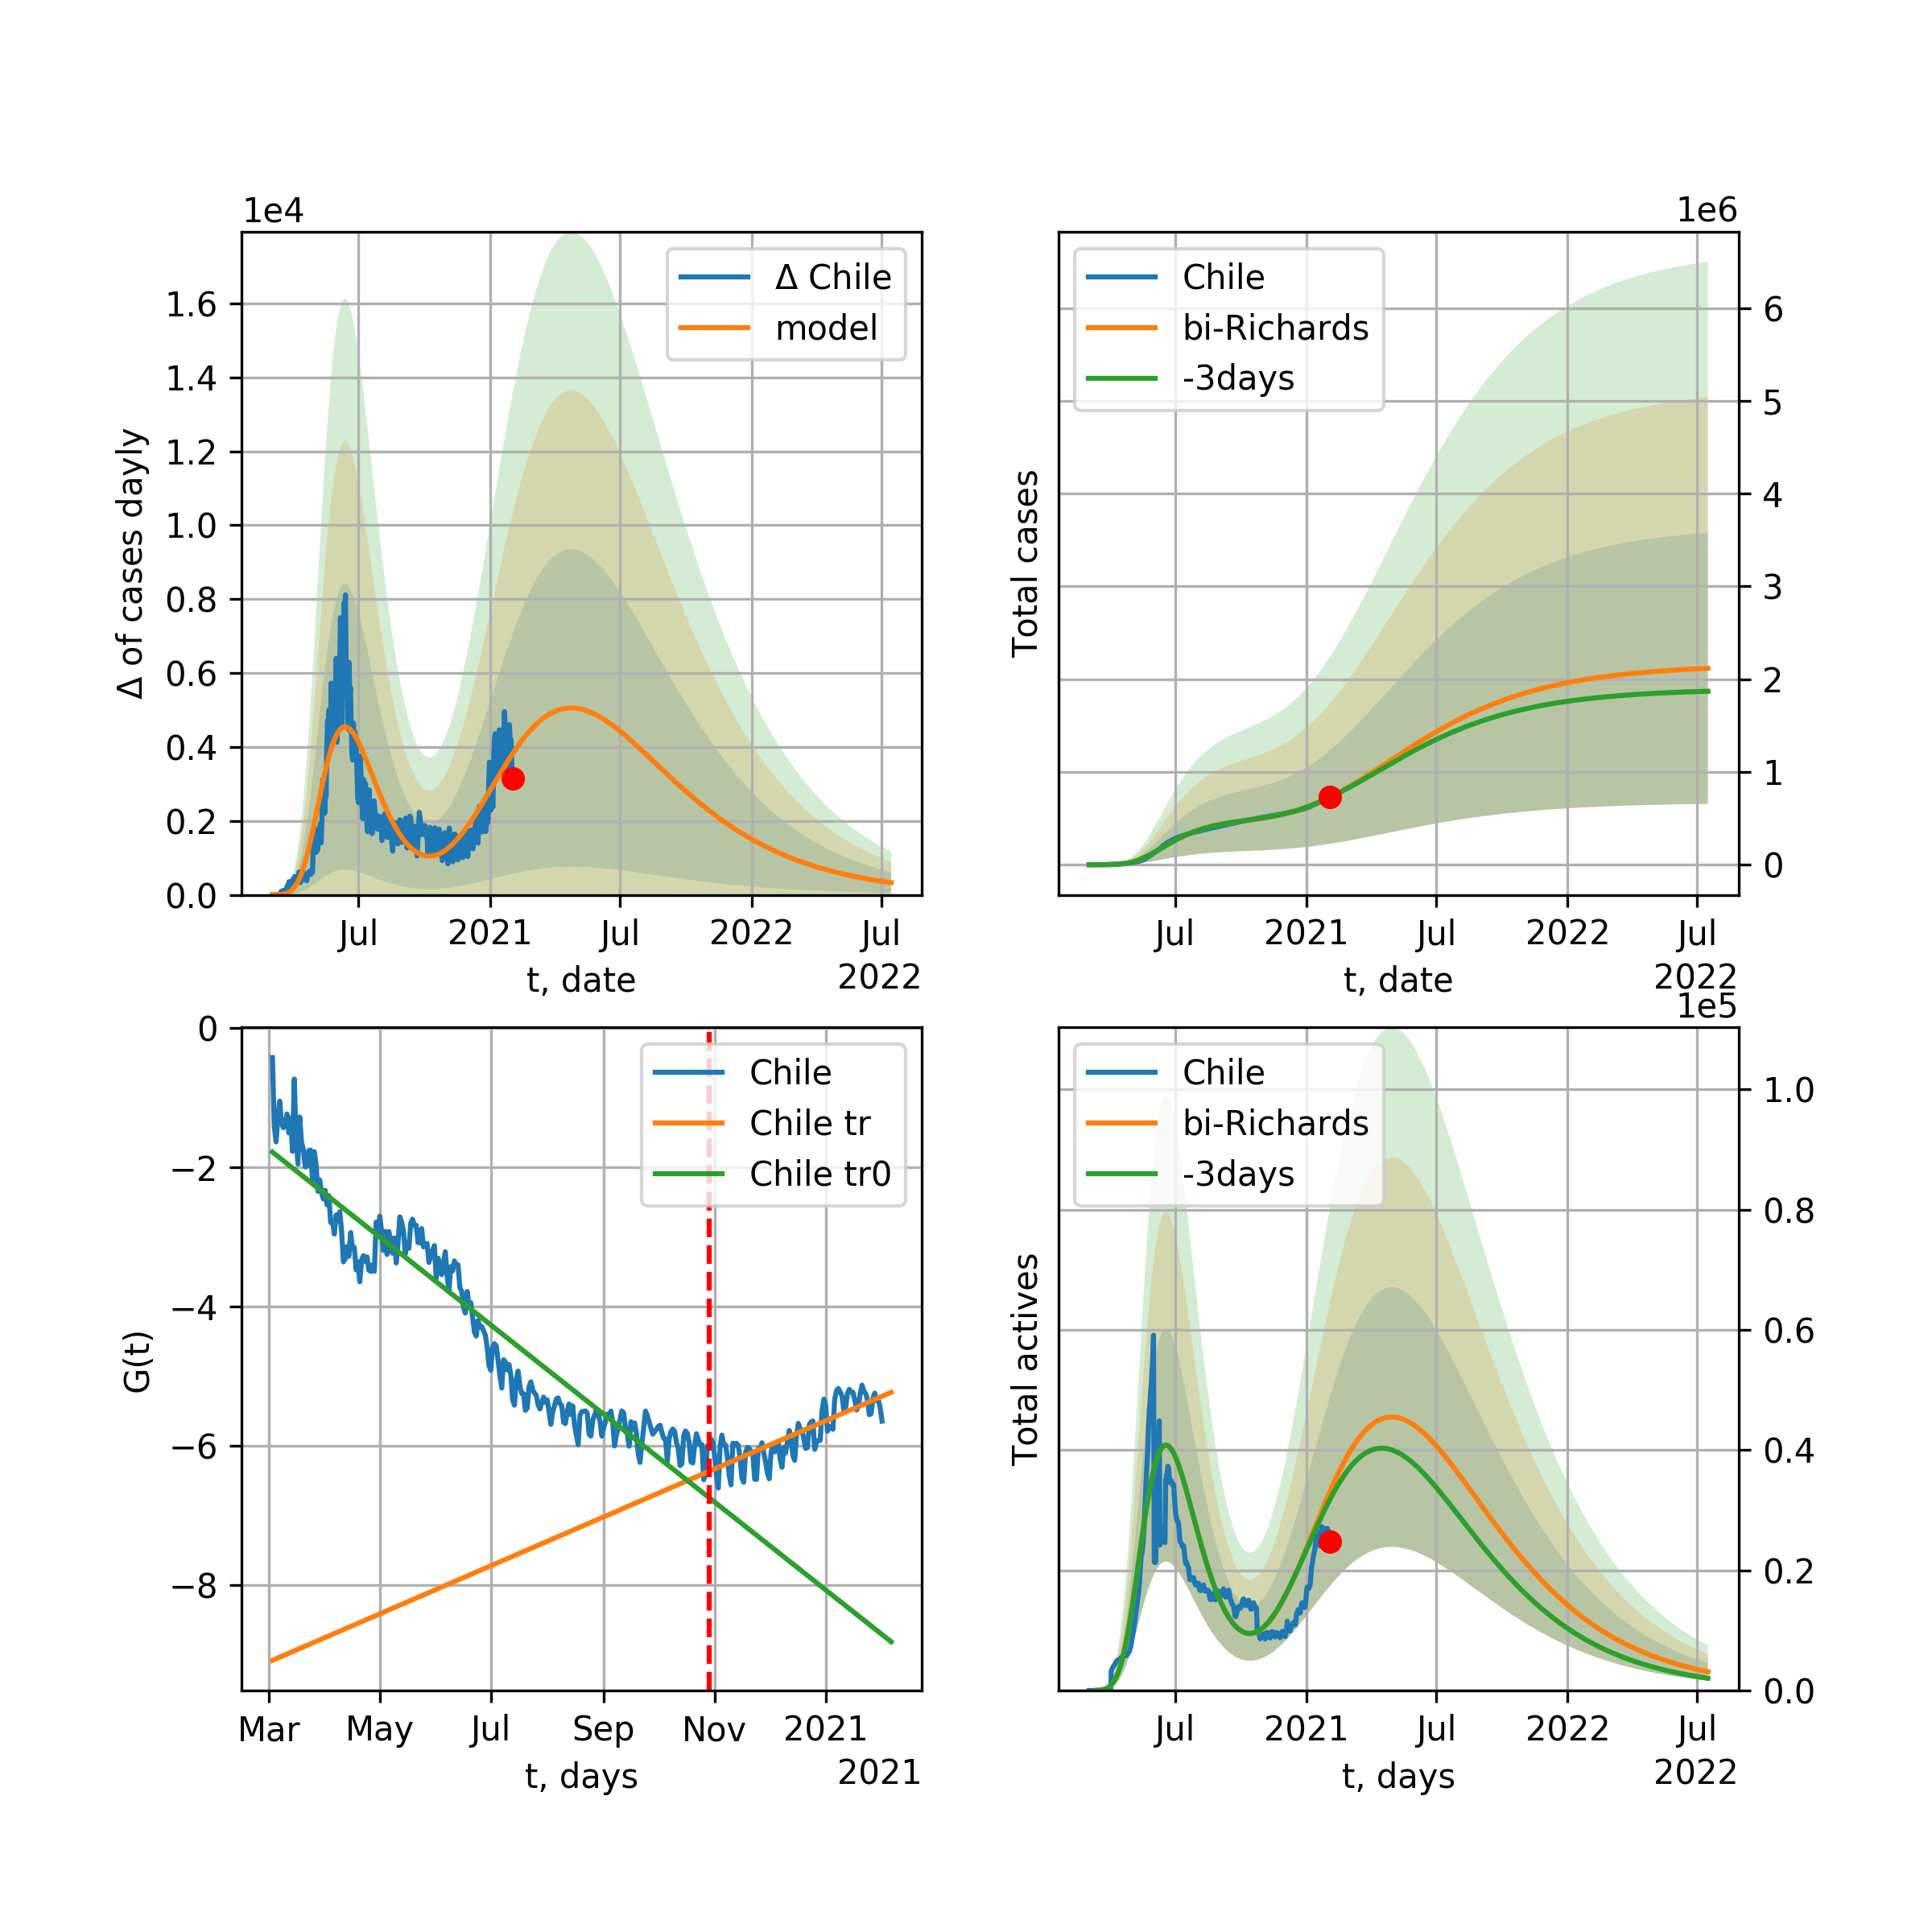 1e4
Δ of cases dayly
1.6
1.4
1.2
1.0
0.8
0.6
0.4
0.2
0.0
Δ Chile
model
Jul
2021
Jul
2022
Jul
t, date
2022
1e6
Total cases
Chile
bi-Richards
-3days
6
5
4
3
2
1
0
Jul
2021
Jul
2022
Jul
t, date
2022
G(t)
0
−2
−4
−6
−8
Chile
Chile tr
Chile tr0
Mar
May
Jul
Sep
Nov
2021
t, days
2021
1e5
Total actives
Chile
bi-Richards
-3days
1.0
0.8
0.6
0.4
0.2
0.0
Jul
2021
Jul
2022
Jul
t, days
2022